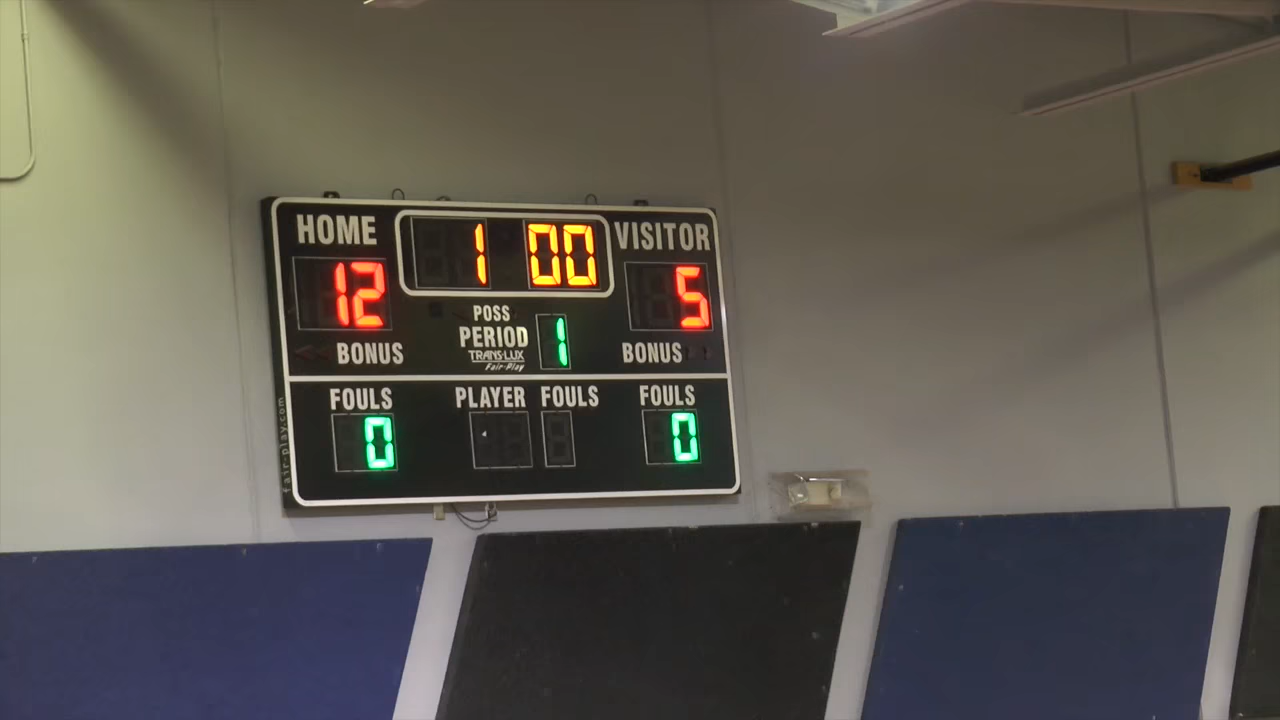 HOME 1 00 VISITOR
12 5
POSS
PERIOD 1
TRANS-LUX
Fair-Play
BONUS BONUS
FOULS PLAYER FOULS FOULS
0 0
fair-play.com